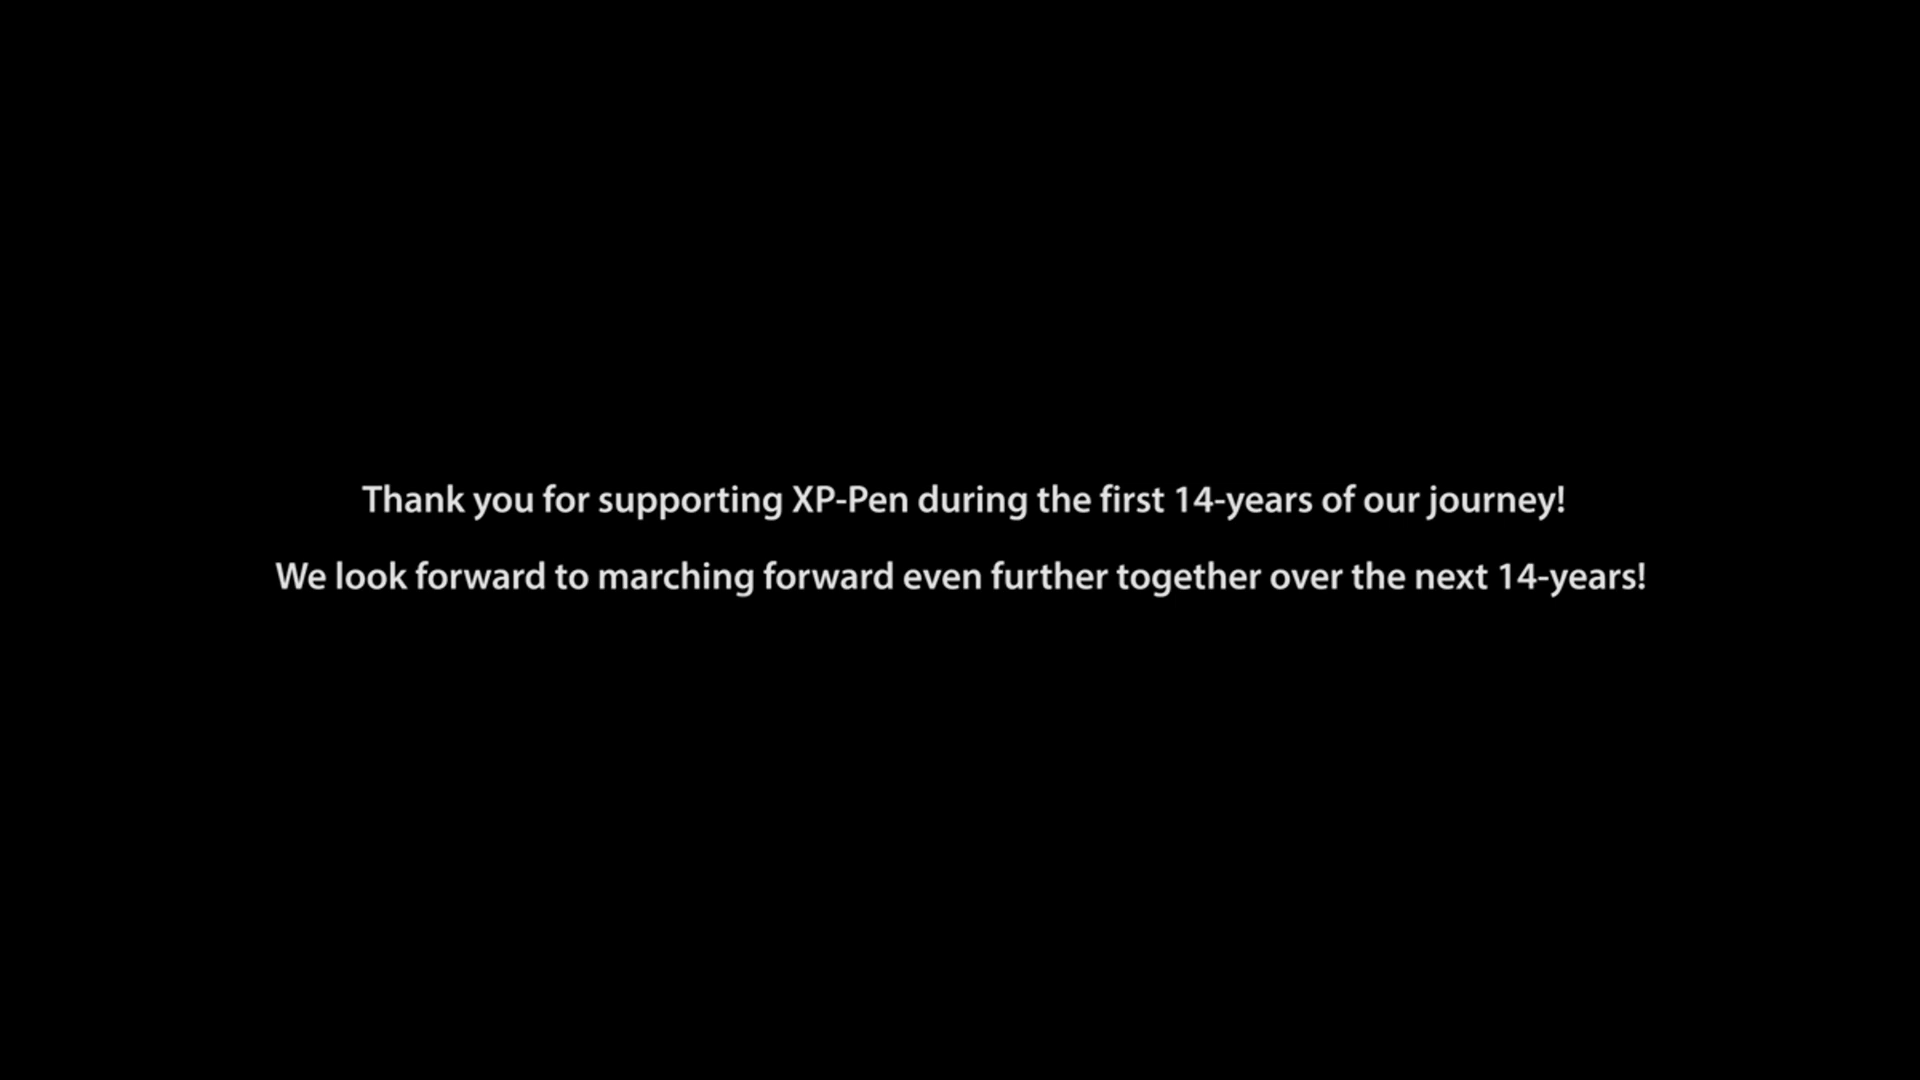 Thank you for supporting XP-Pen during the first 14-years of our journey!
We look forward to marching forward even further together over the next 14-years!